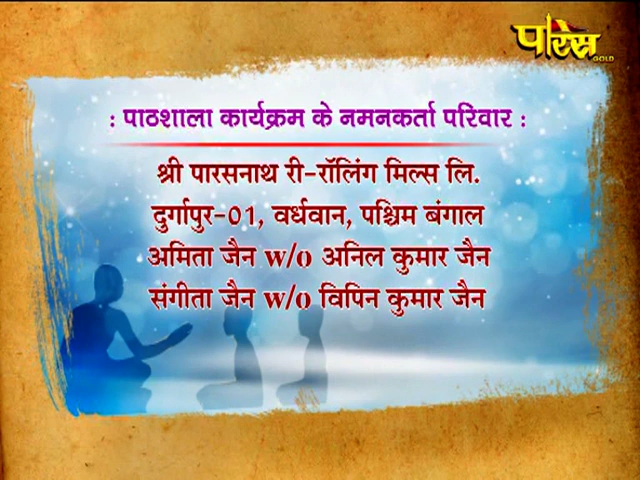 पारस
GOLD
: पाठशाला कार्यक्रम के नमनकर्ता परिवार :
श्री पारसनाथ री-रॉलिंग मिल्स लि.
दुर्गापुर-01, वर्धवान, पश्चिम बंगाल
अमिता जैन w/o अनिल कुमार जैन
संगीता जैन w/o विपिन कुमार जैन